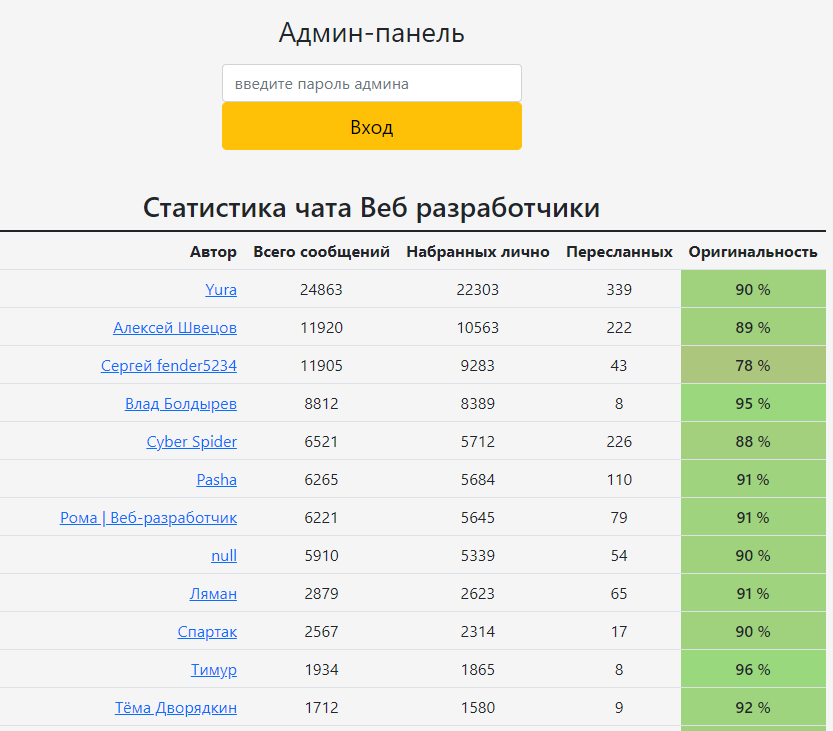 Админ-панель
введите пароль админа
Вход
Статистика чата Веб разработчики
Автор Всего сообщений Набранных лично Пересланных Оригинальность
Yura 24863 22303 339 90 %
Алексей Швецов 11920 10563 222 89 %
Сергей fender5234 11905 9283 43 78 %
Влад Болдырев 8812 8389 8 95 %
Cyber Spider 6521 5712 226 88 %
Pasha 6265 5684 110 91 %
Рома | Веб-разработчик 6221 5645 79 91 %
null 5910 5339 54 90 %
Ляман 2879 2623 65 91 %
Спартак 2567 2314 17 90 %
Тимур 1934 1865 8 96 %
Тёма Дворядкин 1712 1580 9 92 %